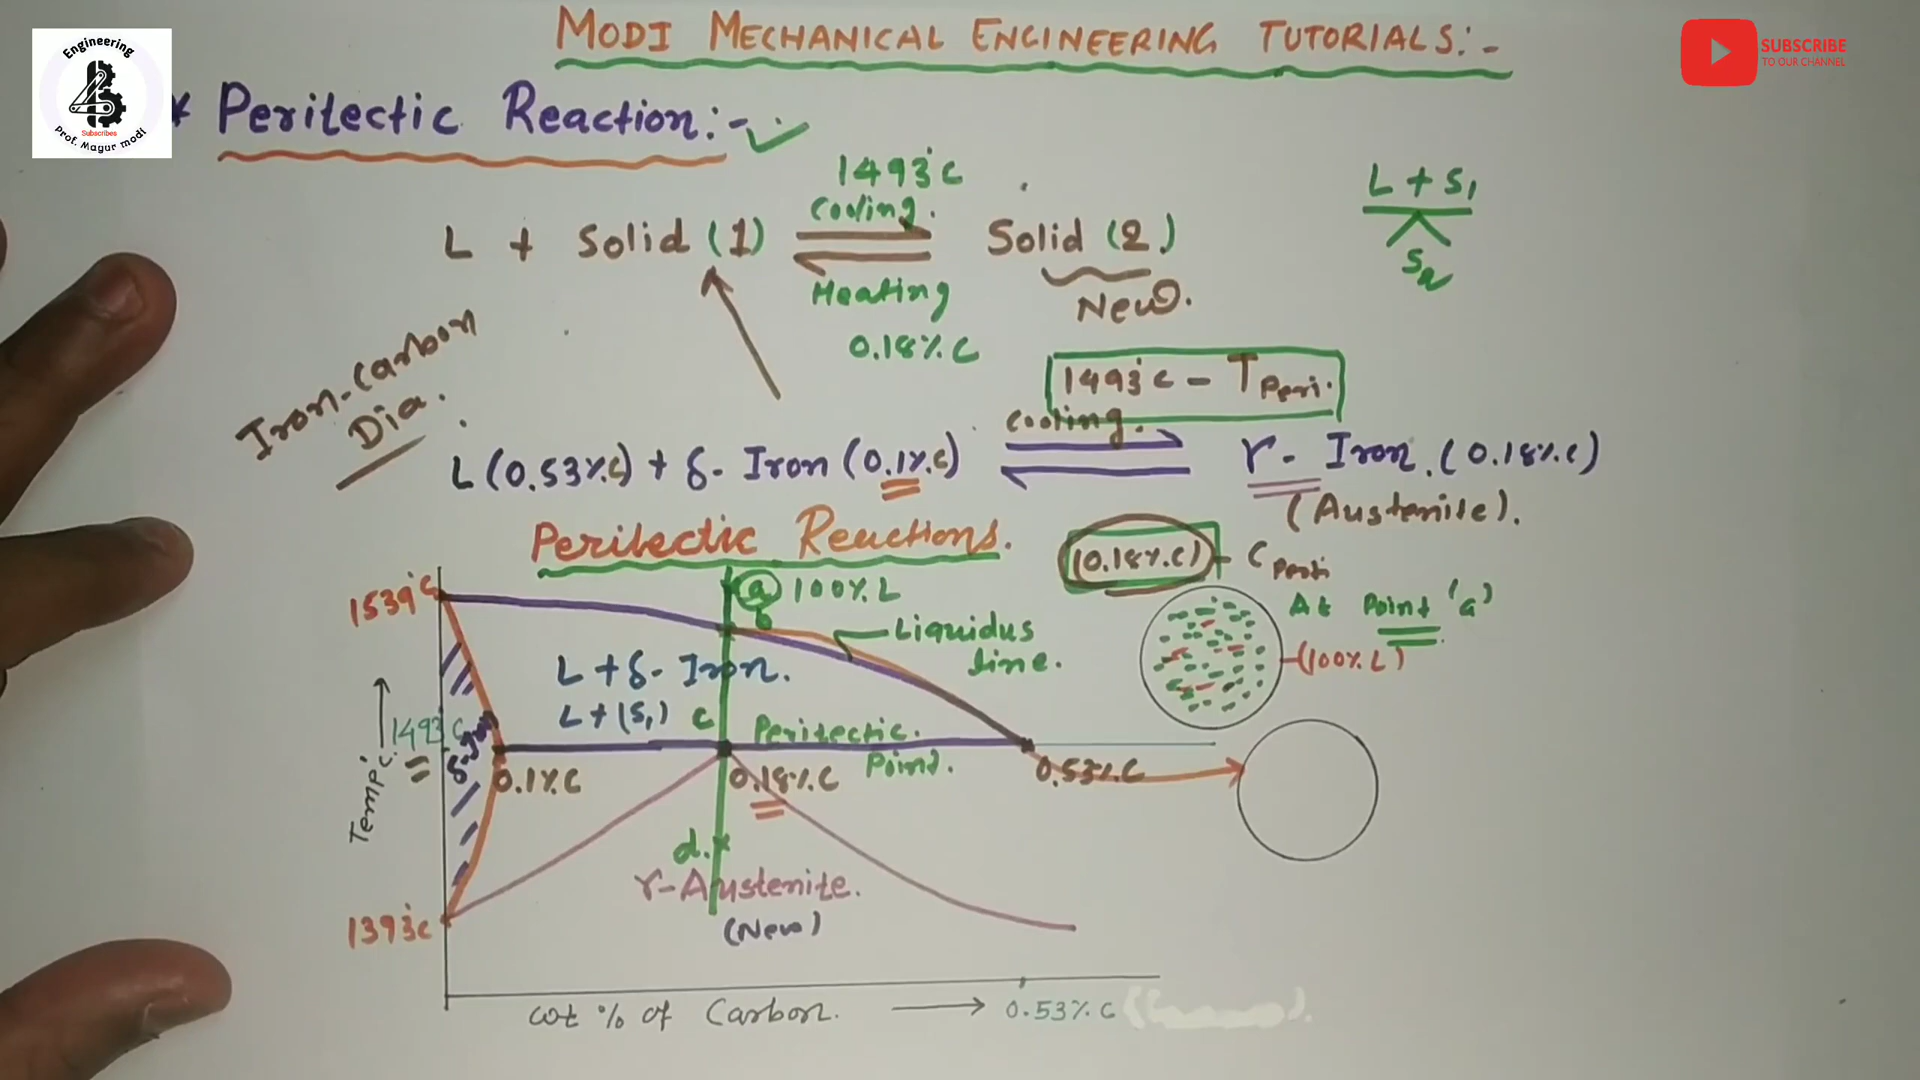 MODI MECHANICAL ENGINEERING TUTORIALS:-
Engineering
Subscribes
Prof. Mayur modi
SUBSCRIBE
TO OUR CHANNEL
* Peritectic Reaction:-
1493°c
cooling.
L + Solid (1) ⇌ Solid (2)
Heating
New.
0.18%.C
L + S1
S2
Iron-Carbon
Dia.
1493°c - TPeri.
cooling.
L(0.53%.C) + δ- Iron (0.1%.C) ⇌ γ- Iron. (0.18%.C)
(Austenite).
Peritectic Reactions.
(0.18%.C) - CPeri
1539°C
a 100%.L
b
At Point 'a'
Liquidus
line.
-(100%.L)
L + δ- Iron.
L + (S1)
c
Peritectic.
Point.
1493°C
δ-Iron
0.1%C
0.18%.C
0.53%.C
Temp°C.
d.
γ-Austenite.
(New)
1393°c
wt % of Carbon. → 0.53%.C